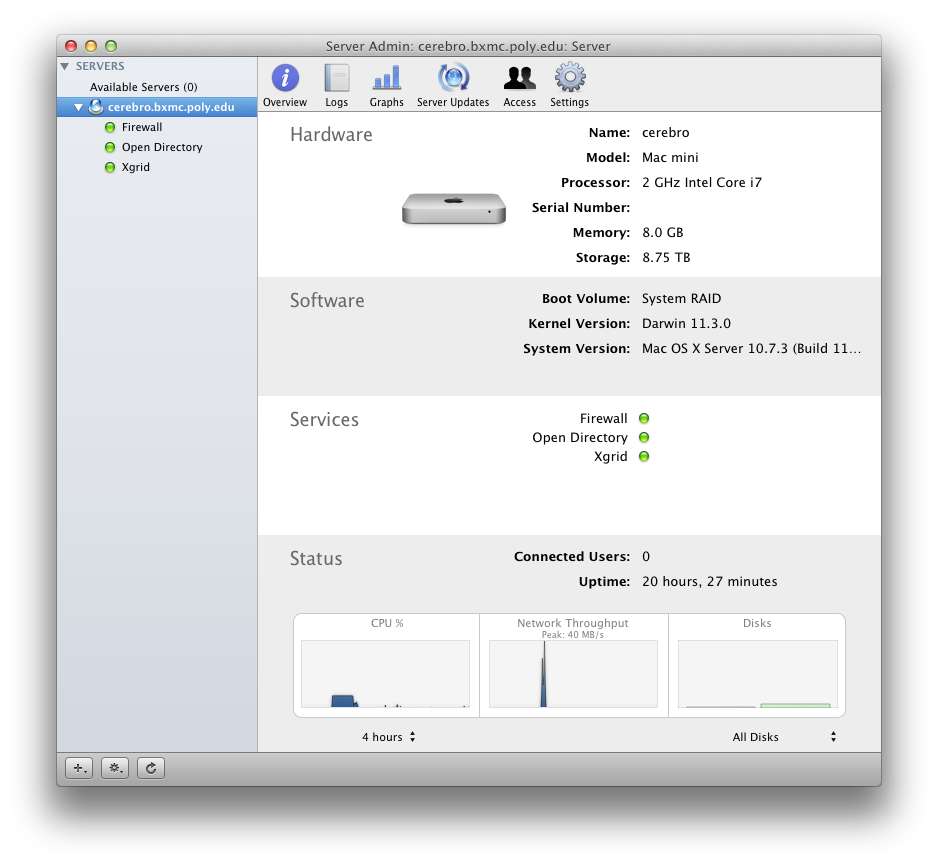 Server Admin: cerebro.bxmc.poly.edu: Server
SERVERS
Available Servers (0)
cerebro.bxmc.poly.edu
Firewall
Open Directory
Xgrid
Overview Logs Graphs Server Updates Access Settings
Hardware
Name: cerebro
Model: Mac mini
Processor: 2 GHz Intel Core i7
Serial Number:
Memory: 8.0 GB
Storage: 8.75 TB
Software
Boot Volume: System RAID
Kernel Version: Darwin 11.3.0
System Version: Mac OS X Server 10.7.3 (Build 11...
Services
Firewall
Open Directory
Xgrid
Status
Connected Users: 0
Uptime: 20 hours, 27 minutes
CPU % Network Throughput Disks
Peak: 40 MB/s
4 hours All Disks